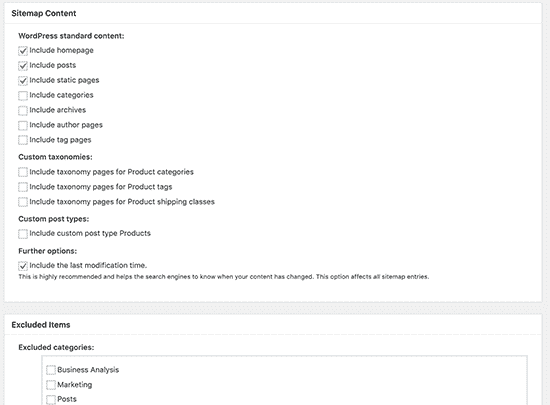 Sitemap Content
WordPress standard content:
Include homepage
Include posts
Include static pages
Include categories
Include archives
Include author pages
Include tag pages
Custom taxonomies:
Include taxonomy pages for Product categories
Include taxonomy pages for Product tags
Include taxonomy pages for Product shipping classes
Custom post types:
Include custom post type Products
Further options:
Include the last modification time.
This is highly recommended and helps the search engines to know when your content has changed. This option affects all sitemap entries.
Excluded Items
Excluded categories:
Business Analysis
Marketing
Posts